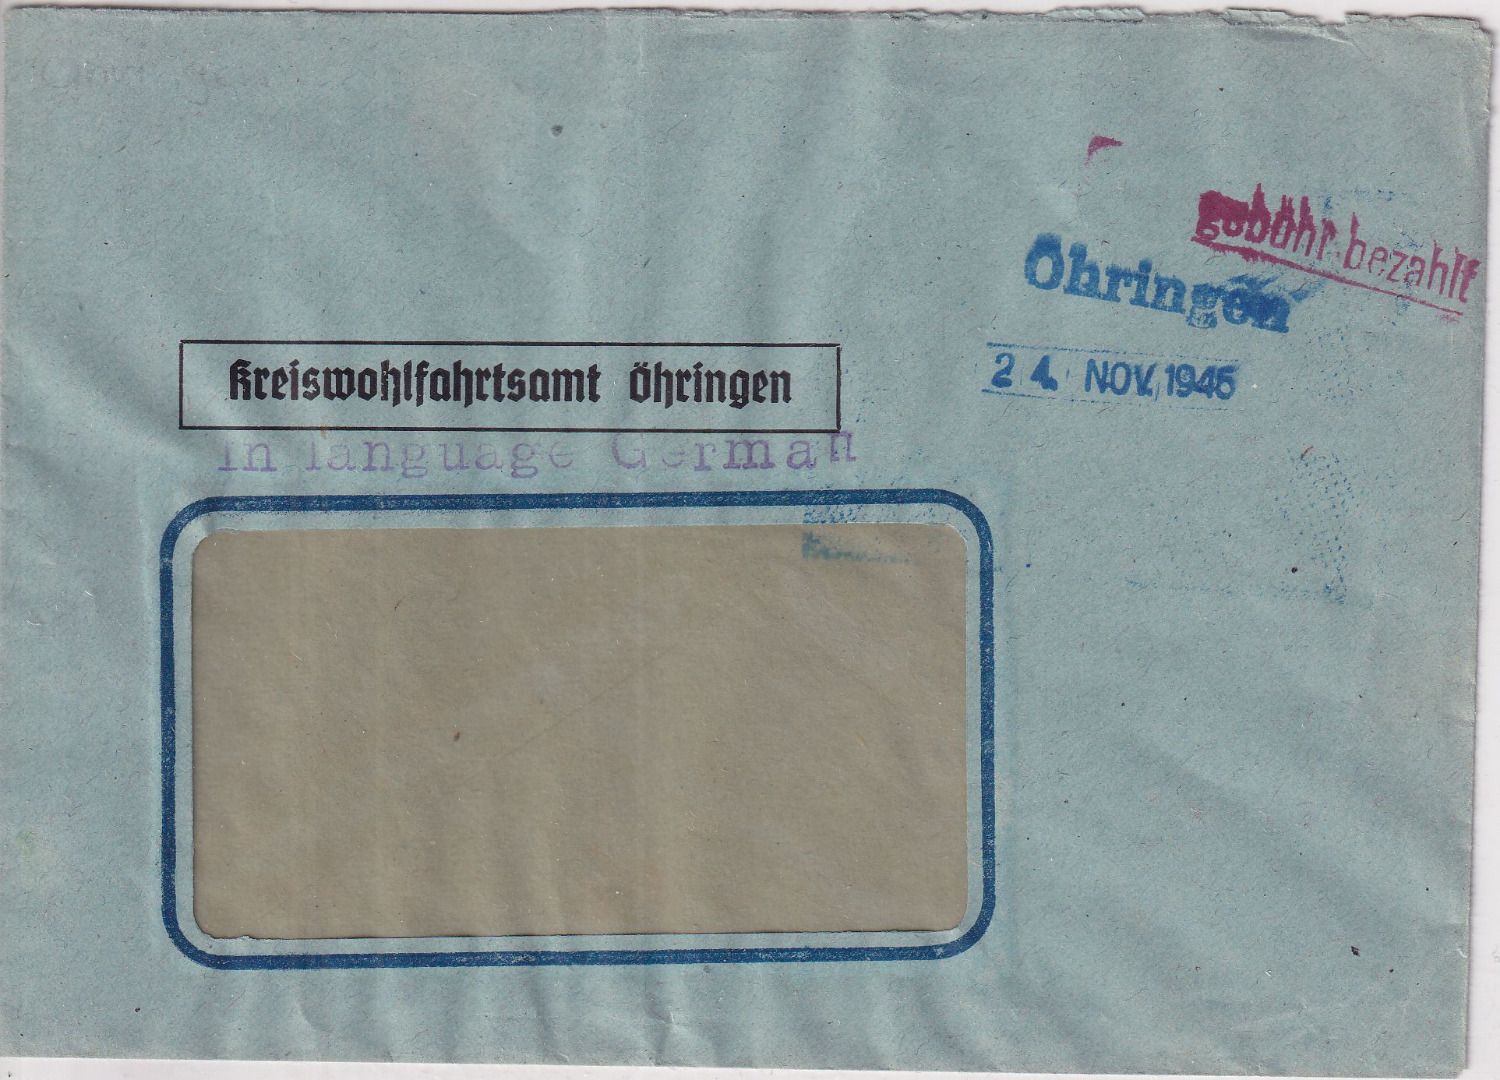 gebühr bezahlt
Öhringen
24. NOV. 1945
Kreiswohlfahrtsamt Öhringen
In language German